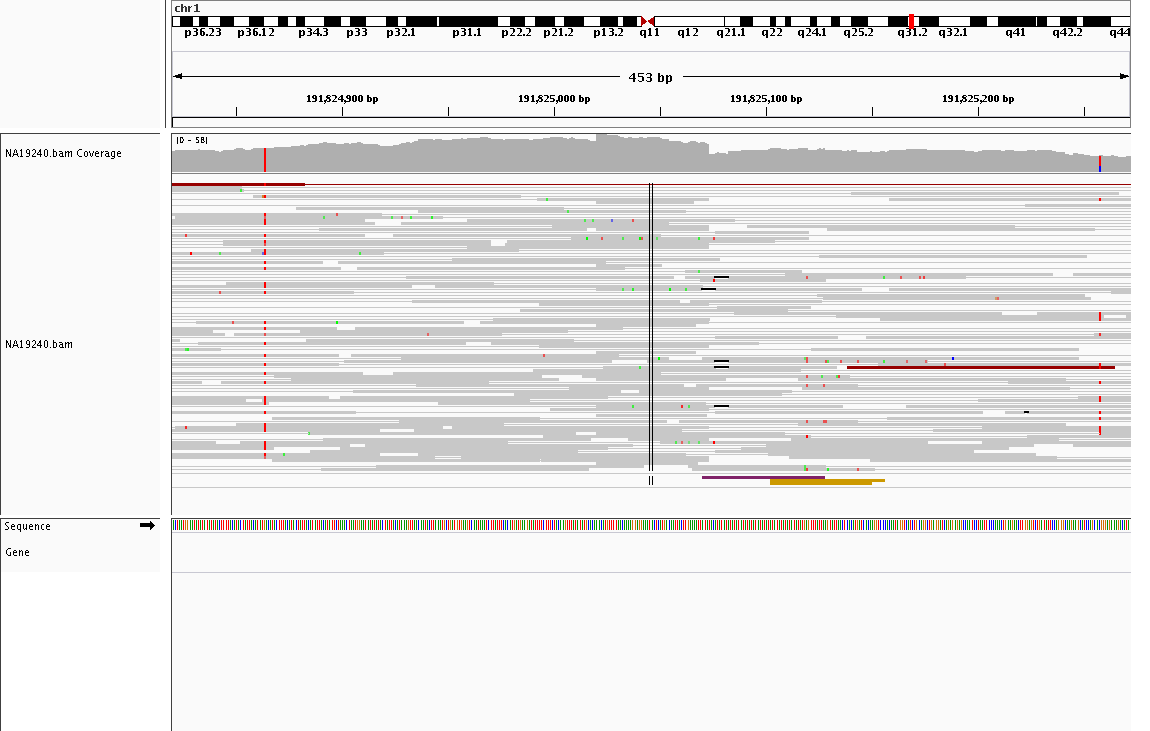 chr1
p36.23 p36.12 p34.3 p33 p32.1 p31.1 p22.2 p21.2 p13.2 q11 q12 q21.1 q22 q24.1 q25.2 q31.2 q32.1 q41 q42.2 q44
453 bp
191,824,900 bp 191,825,000 bp 191,825,100 bp 191,825,200 bp
[0 - 58]
NA19240.bam Coverage
NA19240.bam
Sequence
Gene